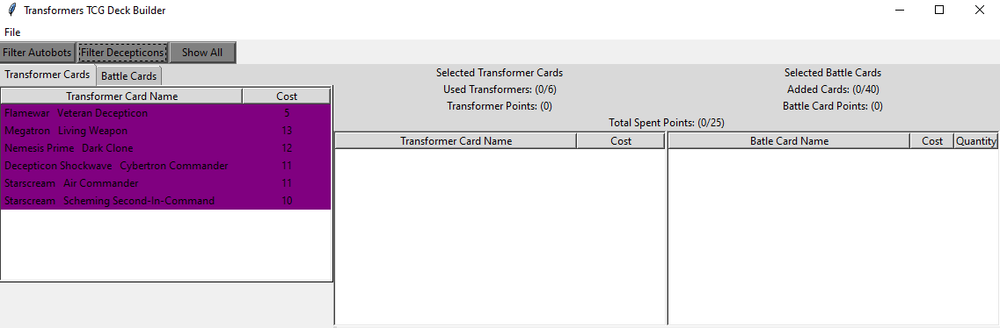 Transformers TCG Deck Builder
File
Filter Autobots Filter Decepticons Show All
Transformer Cards Battle Cards
Transformer Card Name Cost
Flamewar Veteran Decepticon 5
Megatron Living Weapon 13
Nemesis Prime Dark Clone 12
Decepticon Shockwave Cybertron Commander 11
Starscream Air Commander 11
Starscream Scheming Second-In-Command 10
Selected Transformer Cards
Used Transformers: (0/6)
Transformer Points: (0)
Selected Battle Cards
Added Cards: (0/40)
Battle Card Points: (0)
Total Spent Points: (0/25)
Transformer Card Name Cost
Batle Card Name Cost Quantity